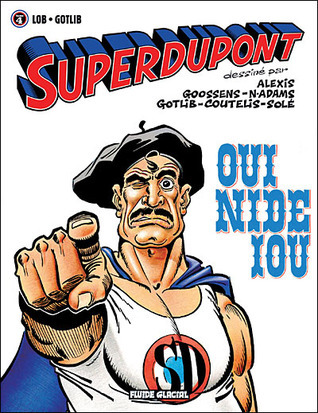 LOB • GOTLIB
SUPERDUPONT
dessiné par
ALEXIS
GOOSSENS-N·ADAMS
GOTLIB-COUTELIS-SOLÉ
OUI
NIDE
IOU
SD
FLUIDE GLACIAL